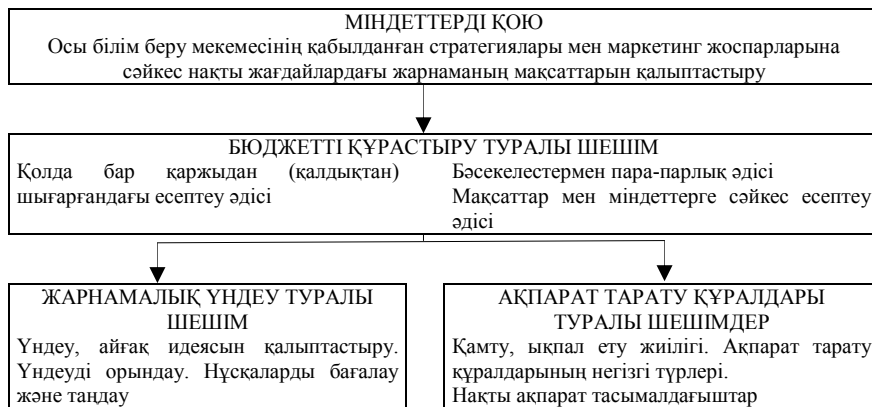 МІНДЕТТЕРДІ ҚОЮ
Осы білім беру мекемесінің қабылданған стратегиялары мен маркетинг жоспарларына
сәйкес нақты жағдайлардағы жарнаманың мақсаттарын қалыптастыру
БЮДЖЕТТІ ҚҰРАСТЫРУ ТУРАЛЫ ШЕШІМ
Қолда бар қаржыдан (қалдықтан)
шығарғандағы есептеу әдісі
Бәсекелестермен пара-парлық әдісі
Мақсаттар мен міндеттерге сәйкес есептеу
әдісі
ЖАРНАМАЛЫҚ ҮНДЕУ ТУРАЛЫ
ШЕШІМ
Үндеу, айғақ идеясын қалыптастыру.
Үндеуді орындау. Нұсқаларды бағалау
және таңдау
АҚПАРАТ ТАРАТУ ҚҰРАЛДАРЫ
ТУРАЛЫ ШЕШІМДЕР
Қамту, ықпал ету жиілігі. Ақпарат тарату
құралдарының негізгі түрлері.
Нақты ақпарат тасымалдағыштар